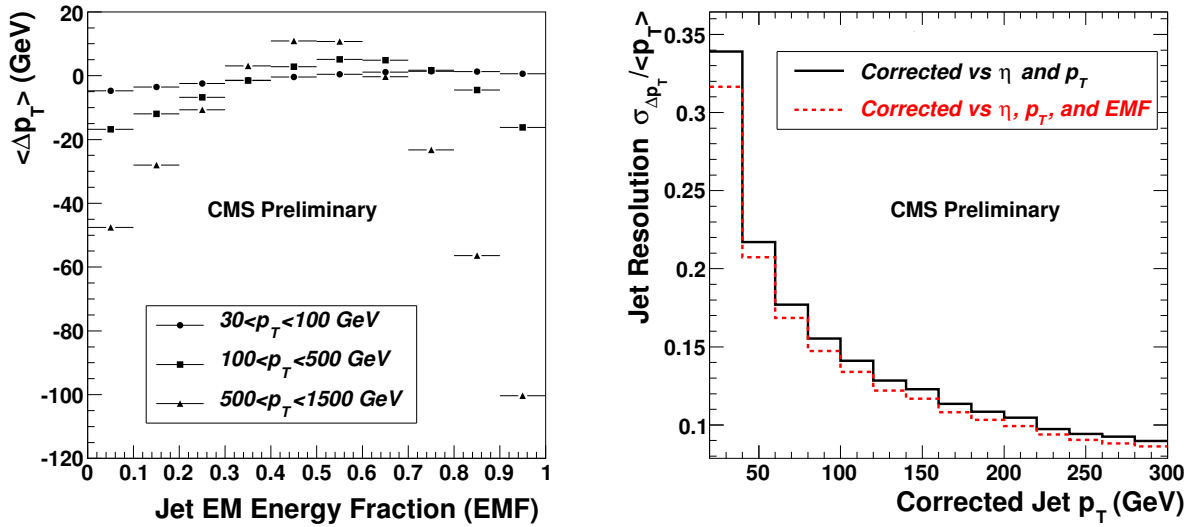 <Δp_T> (GeV)
20
0
-20
-40
-60
-80
-100
-120
CMS Preliminary
30<p_T<100 GeV
100<p_T<500 GeV
500<p_T<1500 GeV
0 0.1 0.2 0.3 0.4 0.5 0.6 0.7 0.8 0.9 1
Jet EM Energy Fraction (EMF)
Jet Resolution σ_Δp_T/<p_T>
0.35
0.3
0.25
0.2
0.15
0.1
Corrected vs η and p_T
Corrected vs η, p_T, and EMF
CMS Preliminary
50 100 150 200 250 300
Corrected Jet p_T (GeV)